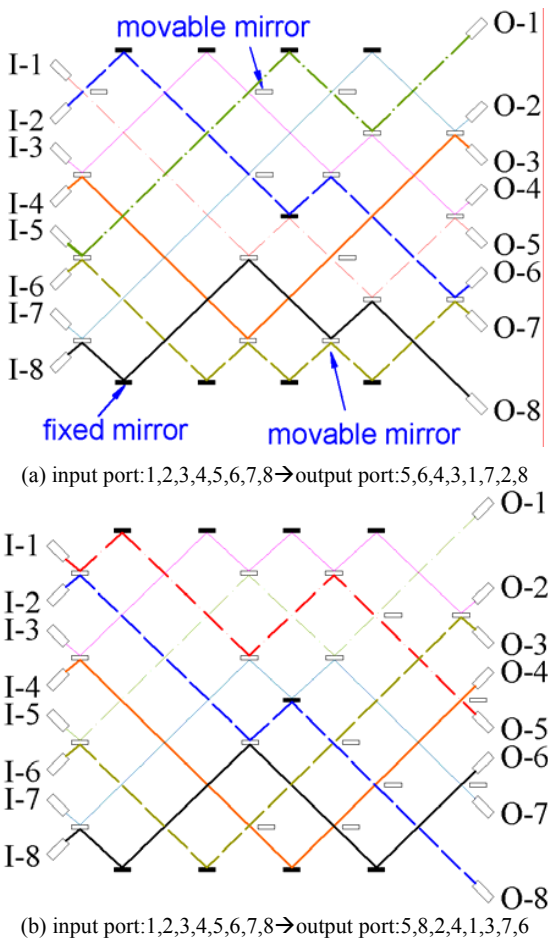 movable mirror
O-1
I-1
I-2
O-2
I-3
O-3
I-4
O-4
I-5
O-5
I-6
O-6
I-7
O-7
I-8
O-8
fixed mirror
movable mirror
(a) input port:1,2,3,4,5,6,7,8→output port:5,6,4,3,1,7,2,8
O-1
I-1
I-2
O-2
I-3
O-3
I-4
O-4
I-5
O-5
I-6
O-6
I-7
O-7
I-8
O-8
(b) input port:1,2,3,4,5,6,7,8→output port:5,8,2,4,1,3,7,6